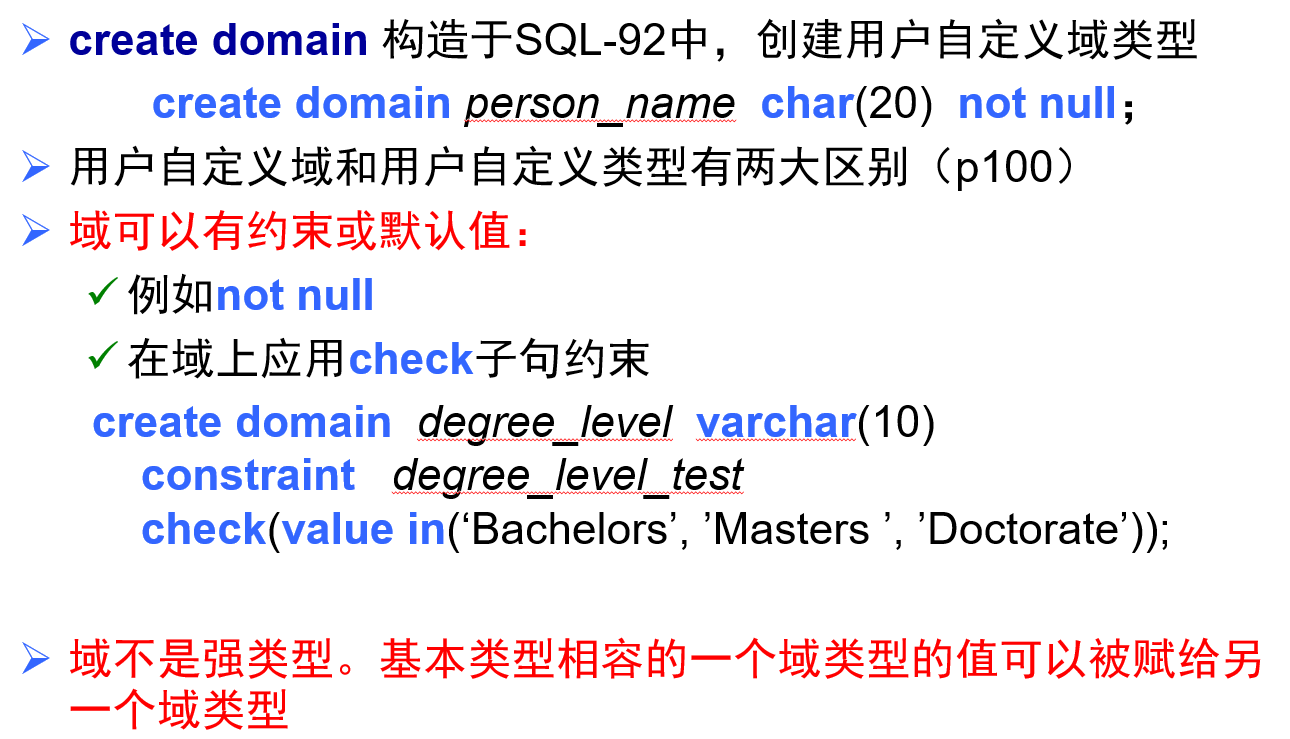 create domain 构造于SQL-92中，创建用户自定义域类型
create domain person_name char(20) not null；
用户自定义域和用户自定义类型有两大区别（p100）
域可以有约束或默认值：
例如not null
在域上应用check子句约束
create domain degree_level varchar(10)
constraint degree_level_test
check(value in(‘Bachelors’, ’Masters ’, ’Doctorate’));
域不是强类型。基本类型相容的一个域类型的值可以被赋给另
一个域类型